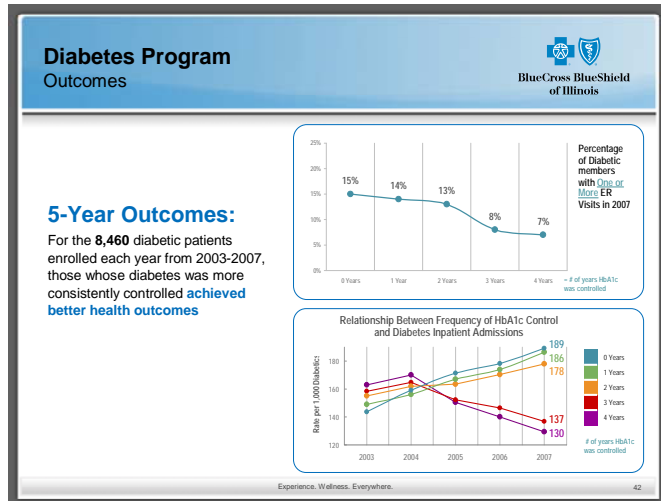 Diabetes Program
Outcomes
BlueCross BlueShield
of Illinois
5-Year Outcomes:
For the 8,460 diabetic patients
enrolled each year from 2003-2007,
those whose diabetes was more
consistently controlled achieved
better health outcomes
25%
20%
15%
10%
5%
0%
15%
14%
13%
8%
7%
0 Years
1 Year
2 Years
3 Years
4 Years
Percentage
of Diabetic
members
with One or
More ER
Visits in 2007
= # of years HbA1c
was controlled
Relationship Between Frequency of HbA1c Control
and Diabetes Inpatient Admissions
Rate per 1,000 Diabetics
180
160
140
120
189
186
178
137
130
2003
2004
2005
2006
2007
0 Years
1 Years
2 Years
3 Years
4 Years
# of years HbA1c
was controlled
Experience. Wellness. Everywhere.
42